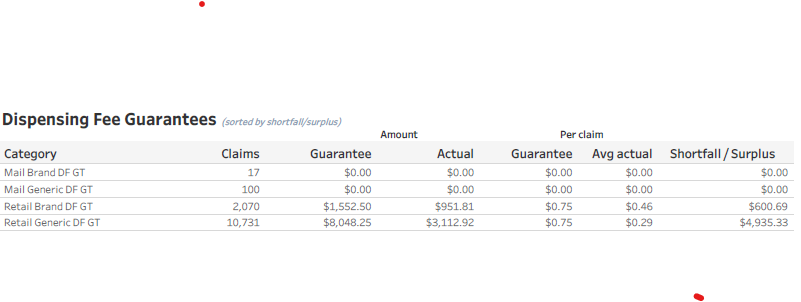 Dispensing Fee Guarantees (sorted by shortfall/surplus)
Amount Per claim
Category Claims Guarantee Actual Guarantee Avg actual Shortfall / Surplus
Mail Brand DF GT 17 $0.00 $0.00 $0.00 $0.00 $0.00
Mail Generic DF GT 100 $0.00 $0.00 $0.00 $0.00 $0.00
Retail Brand DF GT 2,070 $1,552.50 $951.81 $0.75 $0.46 $600.69
Retail Generic DF GT 10,731 $8,048.25 $3,112.92 $0.75 $0.29 $4,935.33